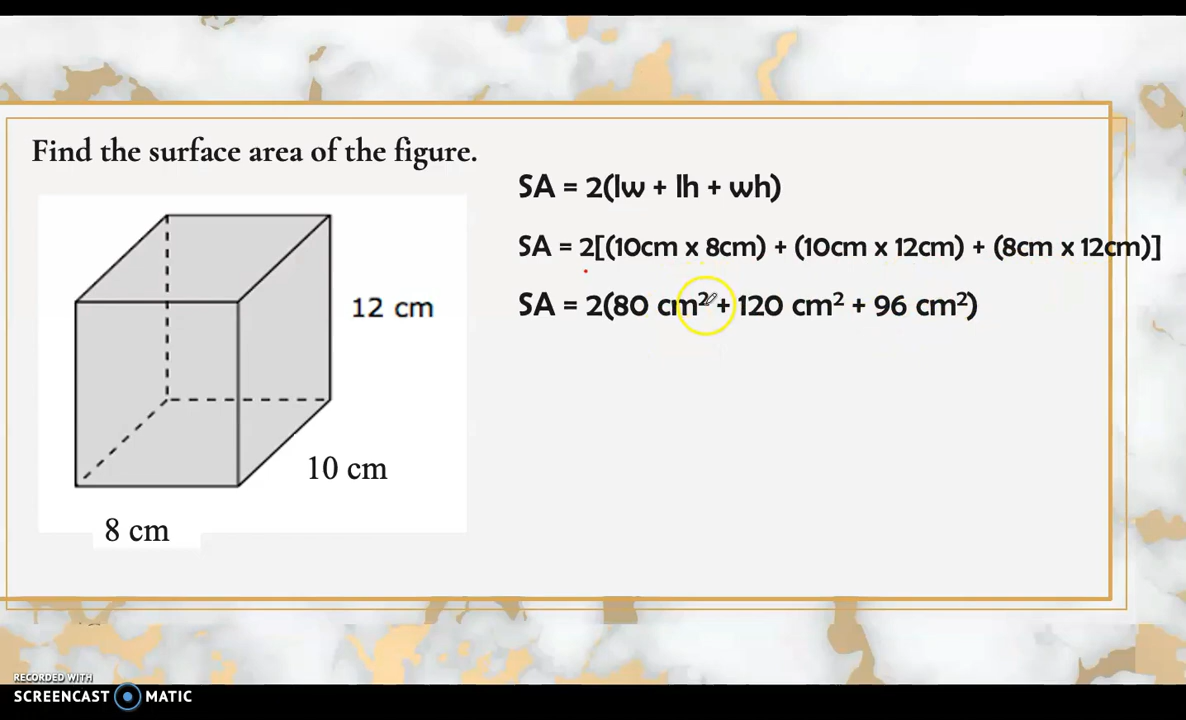 Find the surface area of the figure.
SA = 2(lw + lh + wh)
SA = 2[(10cm x 8cm) + (10cm x 12cm) + (8cm x 12cm)]
SA = 2(80 cm² + 120 cm² + 96 cm²)
12 cm
10 cm
8 cm
RECORDED WITH
SCREENCAST MATIC